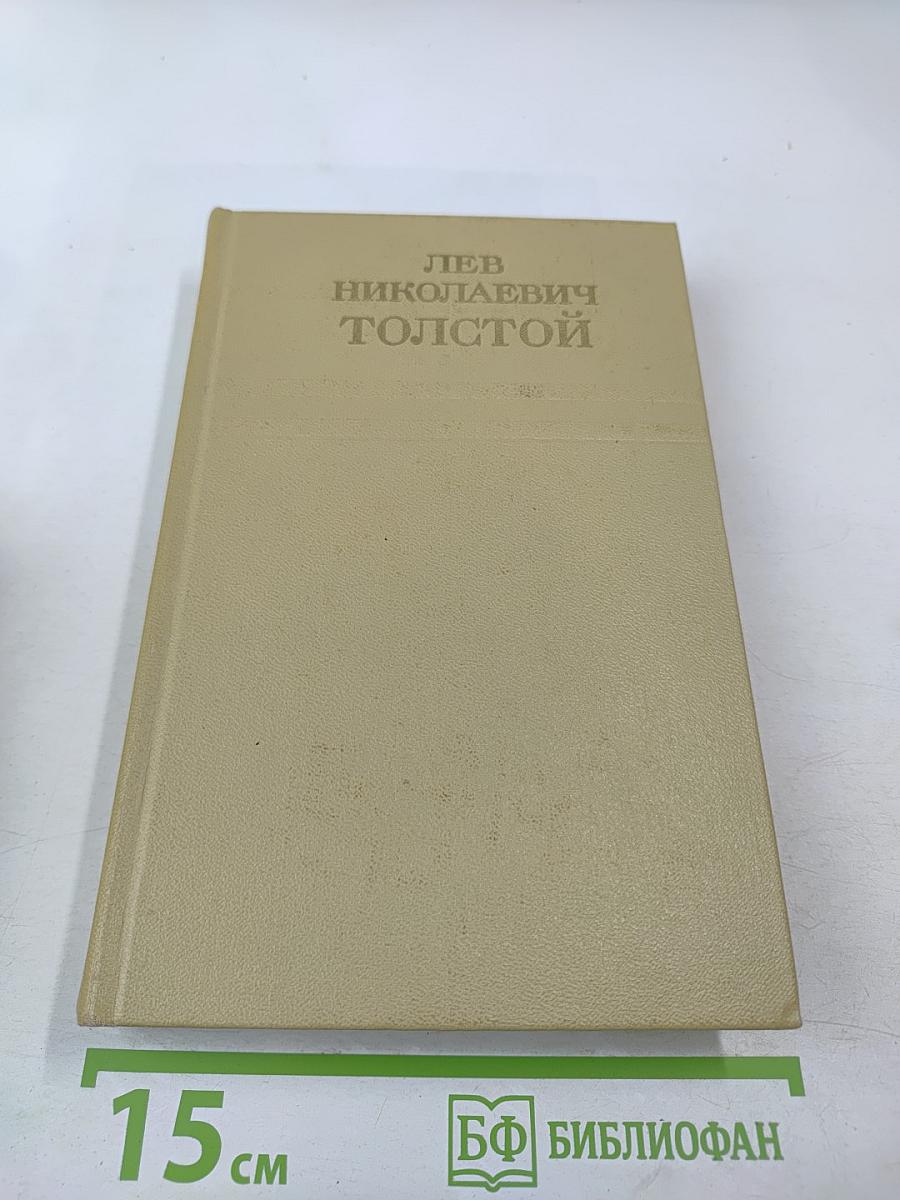 ЛЕВ
НИКОЛАЕВИЧ
ТОЛСТОЙ
15 см
БФ БИБЛИОФАН